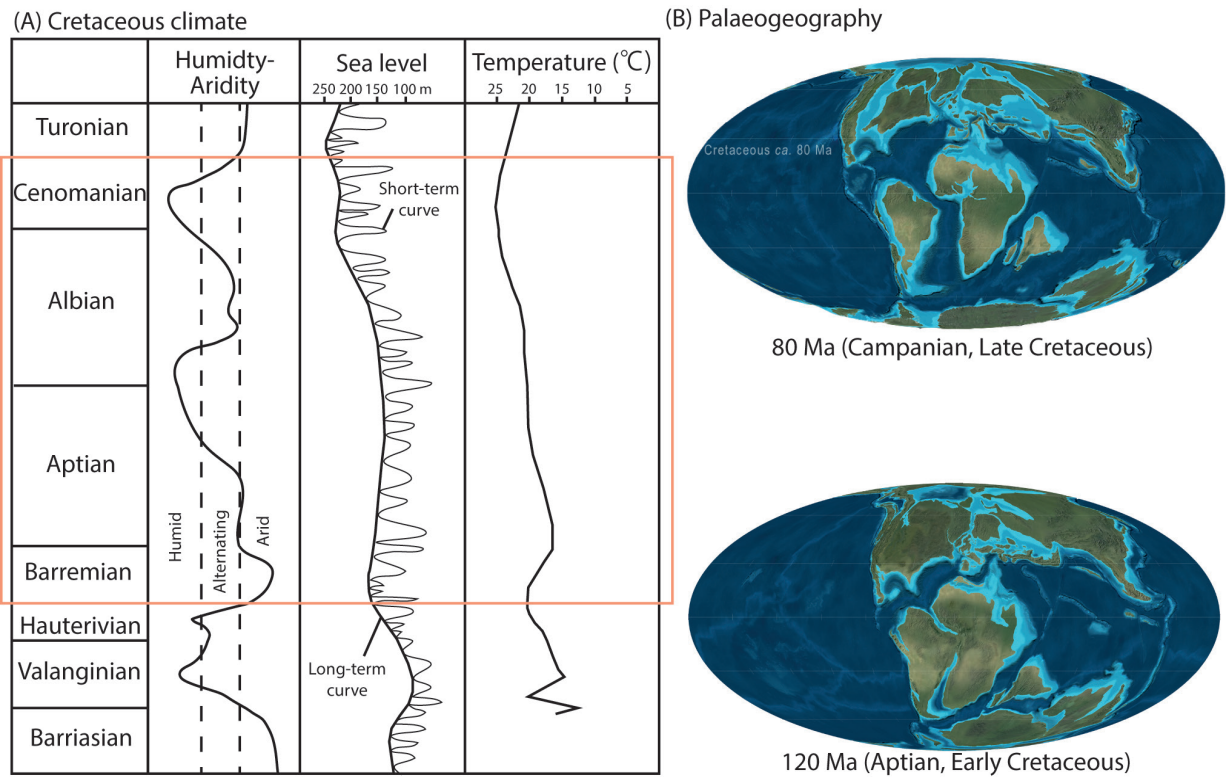 (A) Cretaceous climate
Humidty-
Aridity
Sea level
250 200 150 100 m
Temperature (°C)
25 20 15 10 5
Turonian
Cenomanian
Short-term
curve
Albian
Aptian
Humid
Alternating
Arid
Barremian
Hauterivian
Valanginian
Long-term
curve
Barriasian
(B) Palaeogeography
Cretaceous ca. 80 Ma
80 Ma (Campanian, Late Cretaceous)
120 Ma (Aptian, Early Cretaceous)